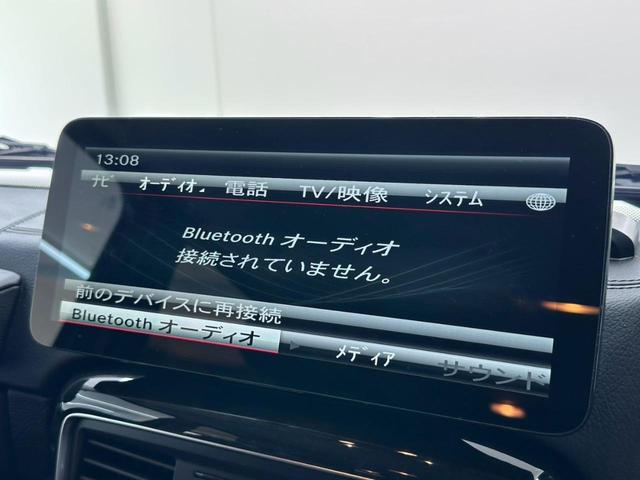 13:08
ナビ オーディオ 電話 TV/映像 システム
Bluetooth オーディオ
接続されていません。
前のデバイスに再接続
Bluetooth オーディオ メディア サウンド